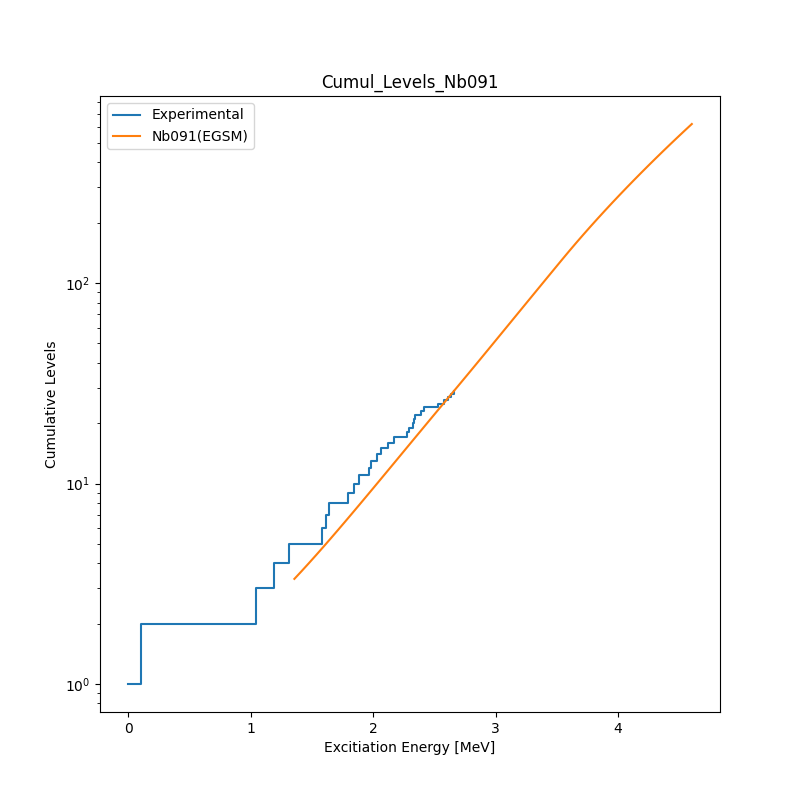 Cumul_Levels_Nb091
Experimental
Nb091(EGSM)
10²
10¹
10⁰
Cumulative Levels
0 1 2 3 4
Excitiation Energy [MeV]